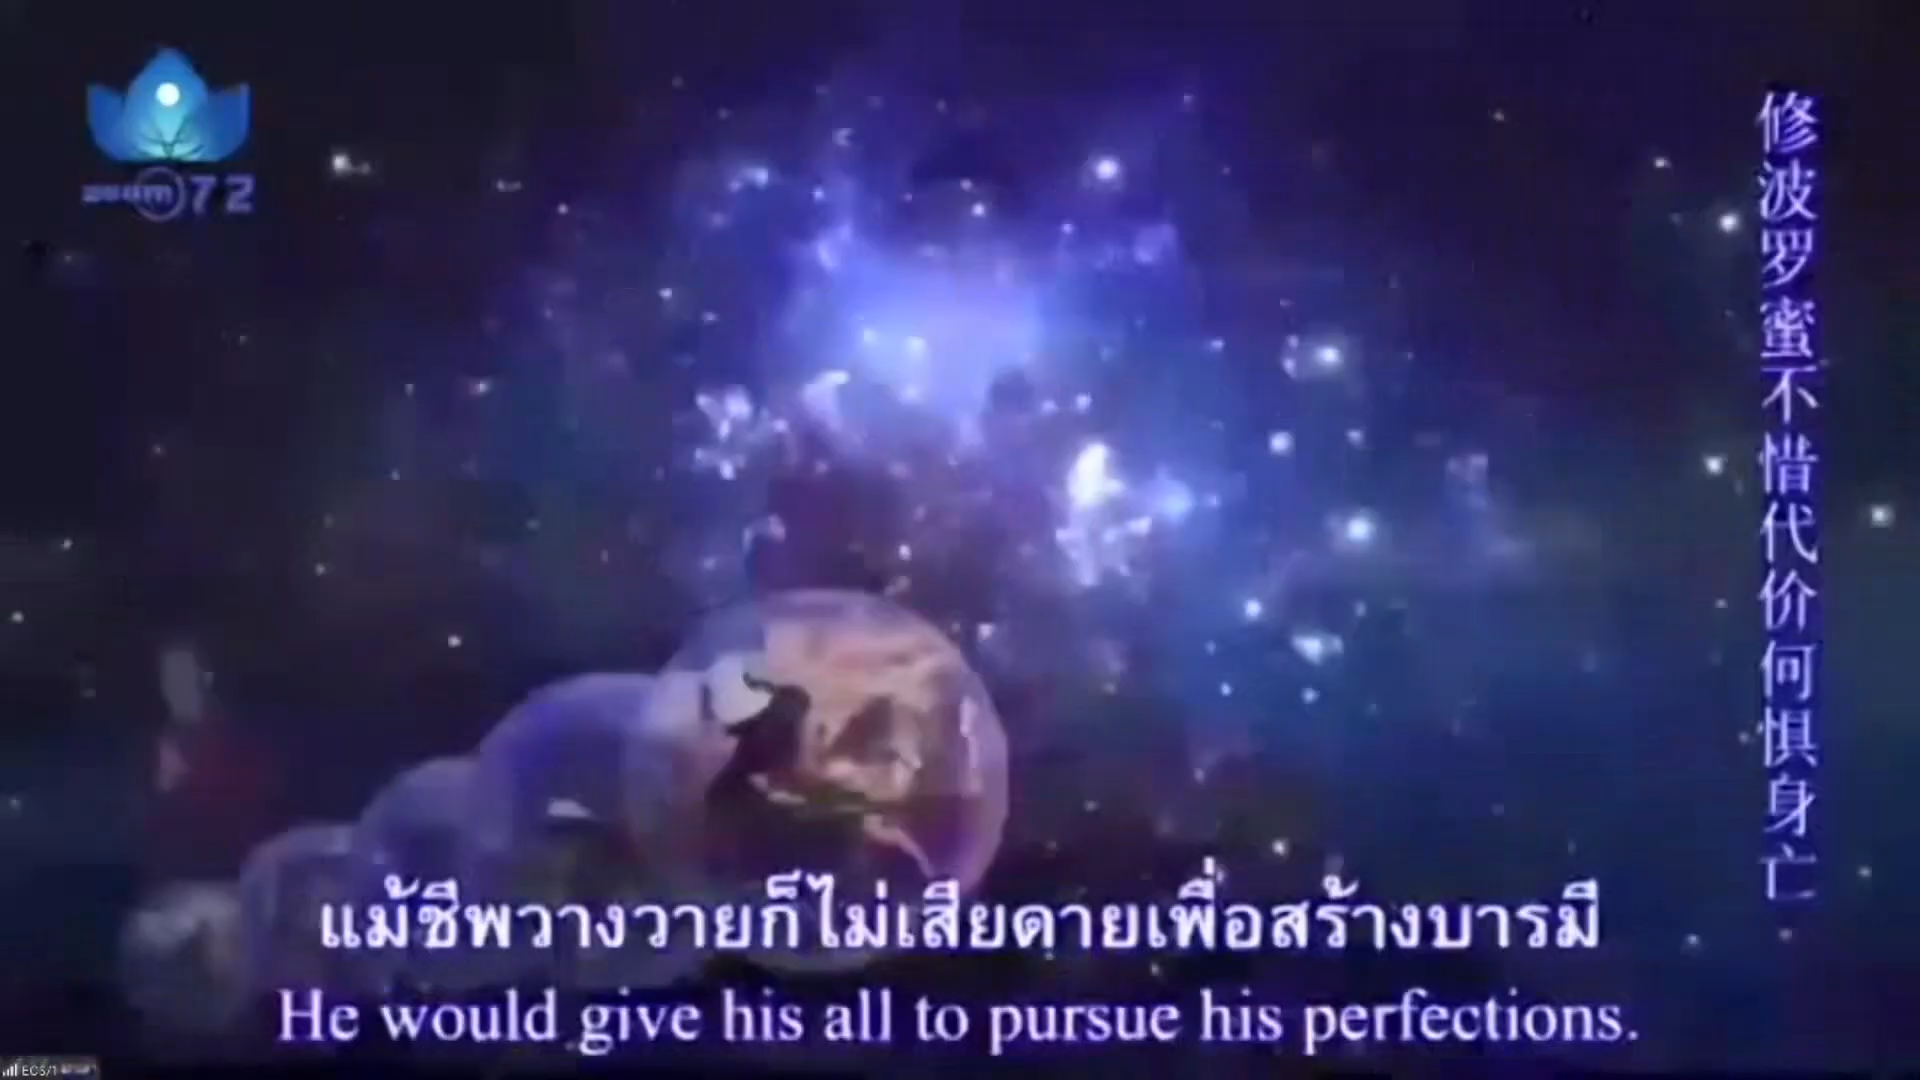 72
修波罗蜜不惜代价何惧身亡
แม้ชีพวางวายก็ไม่เสียดายเพื่อสร้างบารมี
He would give his all to pursue his perfections.